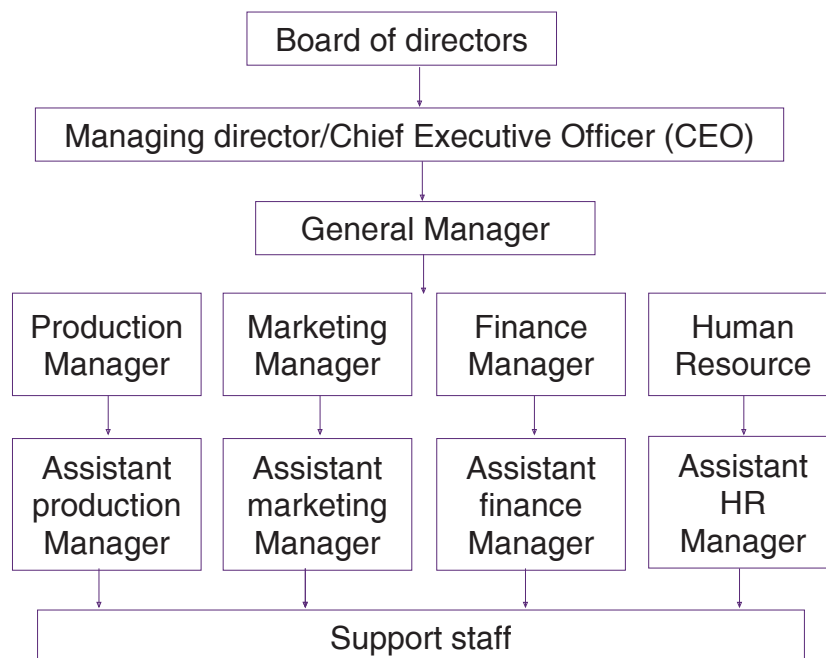 Board of directors
Managing director/Chief Executive Officer (CEO)
General Manager
Production
Manager
Marketing
Manager
Finance
Manager
Human
Resource
Assistant
production
Manager
Assistant
marketing
Manager
Assistant
finance
Manager
Assistant
HR
Manager
Support staff